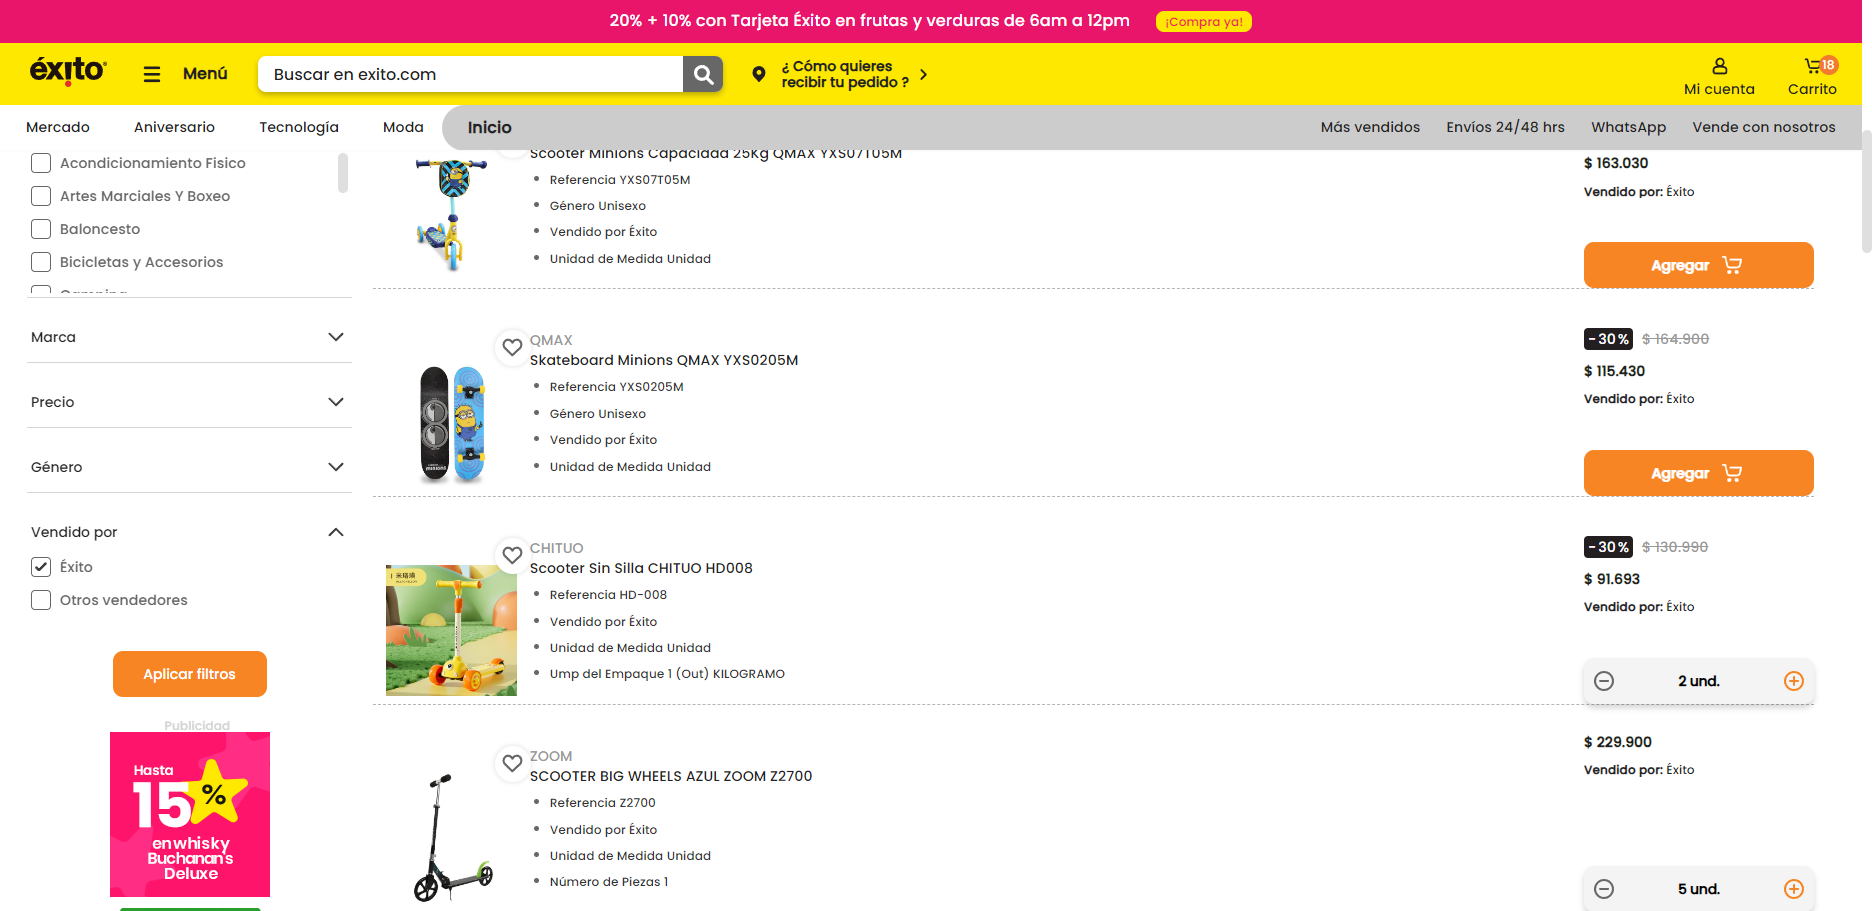 20% + 10% con Tarjeta Éxito en frutas y verduras de 6am a 12pm ¡Compra ya!
éxito
Menú
Buscar en exito.com
¿ Cómo quieres
recibir tu pedido ?
Mi cuenta
18
Carrito
Mercado
Aniversario
Tecnología
Moda
Inicio
Más vendidos
Envíos 24/48 hrs
WhatsApp
Vende con nosotros
Acondicionamiento Fisico
Artes Marciales Y Boxeo
Baloncesto
Bicicletas y Accesorios
Marca
Precio
Género
Vendido por
Éxito
Otros vendedores
Aplicar filtros
Publicidad
Hasta
15%
en whisky
Buchanan's
Deluxe
Scooter Minions Capacidad 25Kg QMAX YXS07T05M
Referencia YXS07T05M
Género Unisexo
Vendido por Éxito
Unidad de Medida Unidad
$ 163.030
Vendido por: Éxito
Agregar
QMAX
Skateboard Minions QMAX YXS0205M
Referencia YXS0205M
Género Unisexo
Vendido por Éxito
Unidad de Medida Unidad
-30% $ 164.900
$ 115.430
Vendido por: Éxito
Agregar
CHITUO
Scooter Sin Silla CHITUO HD008
Referencia HD-008
Vendido por Éxito
Unidad de Medida Unidad
Ump del Empaque 1 (Out) KILOGRAMO
-30% $ 130.990
$ 91.693
Vendido por: Éxito
2 und.
ZOOM
SCOOTER BIG WHEELS AZUL ZOOM Z2700
Referencia Z2700
Vendido por Éxito
Unidad de Medida Unidad
Número de Piezas 1
$ 229.900
Vendido por: Éxito
5 und.